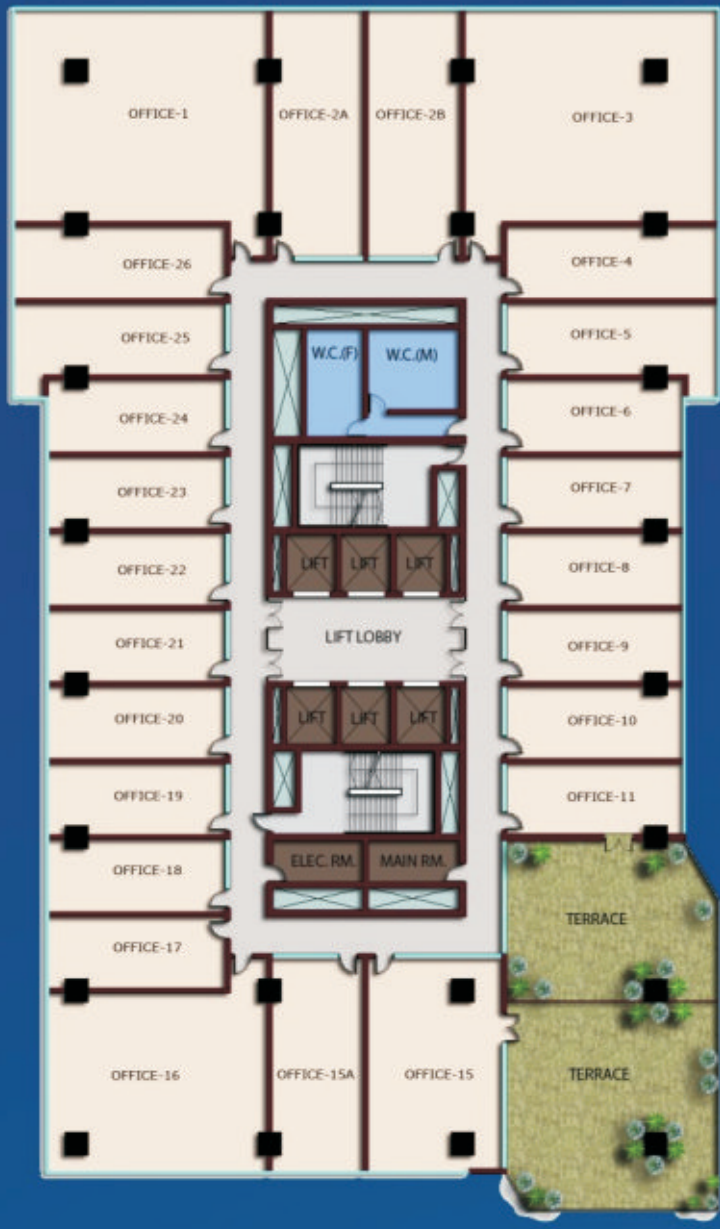 OFFICE-1
OFFICE-2A
OFFICE-2B
OFFICE-3
OFFICE-26
OFFICE-4
OFFICE-25
OFFICE-5
W.C.(F)
W.C.(M)
OFFICE-24
OFFICE-6
OFFICE-23
OFFICE-7
OFFICE-22
LIFT
LIFT
LIFT
OFFICE-8
OFFICE-21
LIFT LOBBY
OFFICE-9
OFFICE-20
LIFT
LIFT
LIFT
OFFICE-10
OFFICE-19
OFFICE-11
OFFICE-18
ELEC. RM.
MAIN RM.
OFFICE-17
TERRACE
OFFICE-16
OFFICE-15A
OFFICE-15
TERRACE